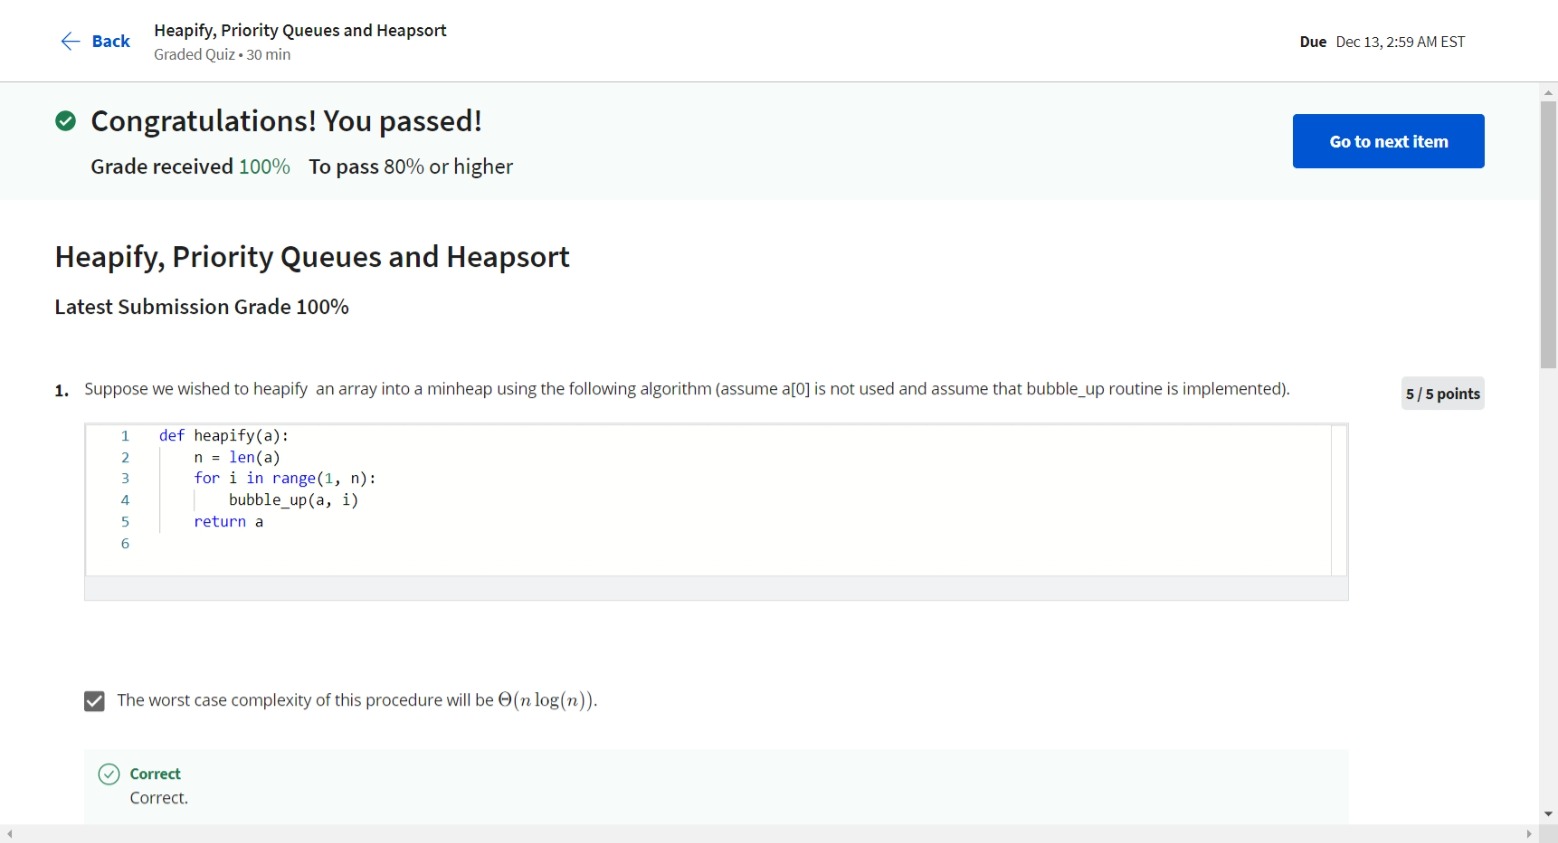 Back
Heapify, Priority Queues and Heapsort
Graded Quiz • 30 min
Due Dec 13, 2:59 AM EST
Congratulations! You passed!
Grade received 100% To pass 80% or higher
Go to next item
Heapify, Priority Queues and Heapsort
Latest Submission Grade 100%
1. Suppose we wished to heapify an array into a minheap using the following algorithm (assume a[0] is not used and assume that bubble_up routine is implemented).
5 / 5 points
1 def heapify(a):
2     n = len(a)
3     for i in range(1, n):
4         bubble_up(a, i)
5     return a
6
The worst case complexity of this procedure will be Θ(n log(n)).
Correct
Correct.